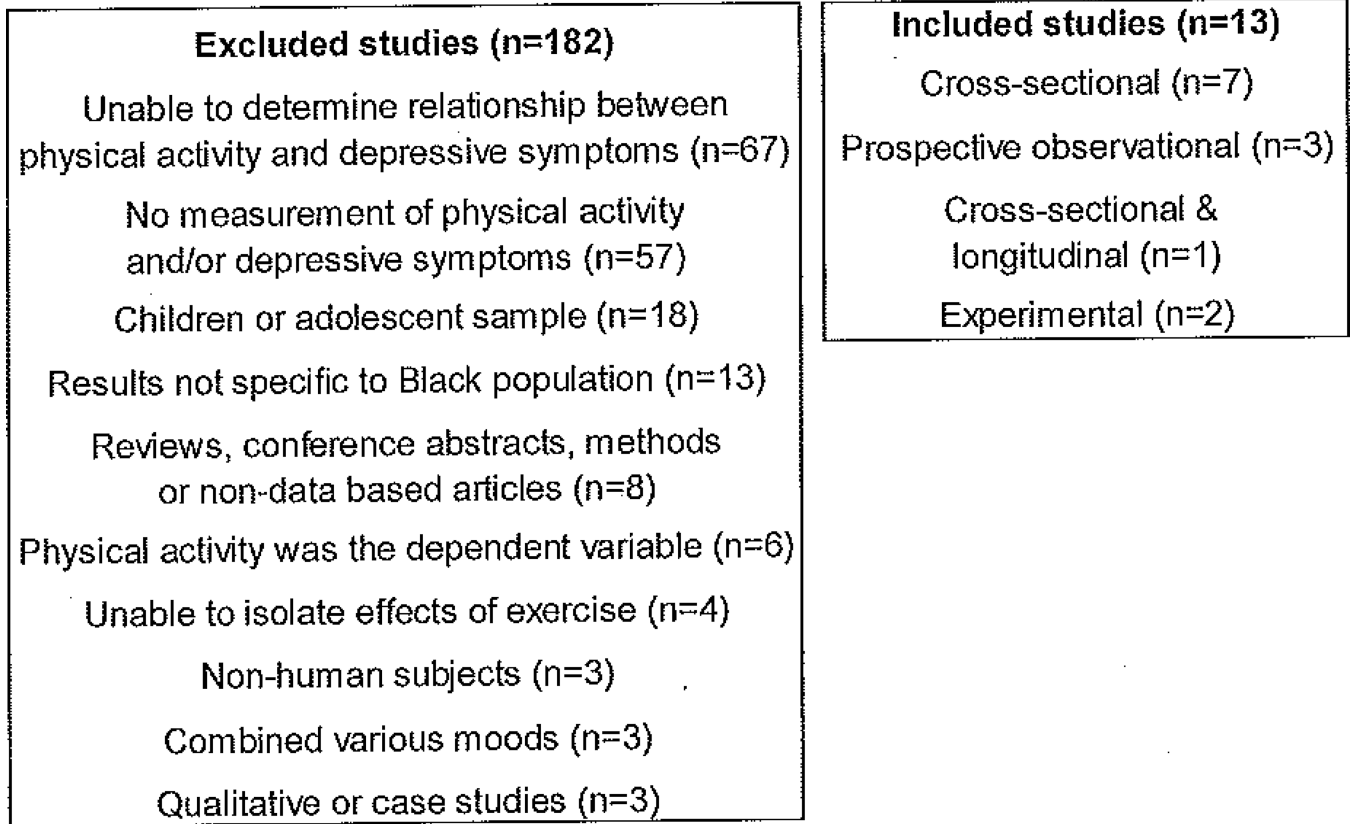 Excluded studies (n=182)
Unable to determine relationship between
physical activity and depressive symptoms (n=67)
No measurement of physical activity
and/or depressive symptoms (n=57)
Children or adolescent sample (n=18)
Results not specific to Black population (n=13)
Reviews, conference abstracts, methods
or non-data based articles (n=8)
Physical activity was the dependent variable (n=6)
Unable to isolate effects of exercise (n=4)
Non-human subjects (n=3)
Combined various moods (n=3)
Qualitative or case studies (n=3)
Included studies (n=13)
Cross-sectional (n=7)
Prospective observational (n=3)
Cross-sectional &
longitudinal (n=1)
Experimental (n=2)